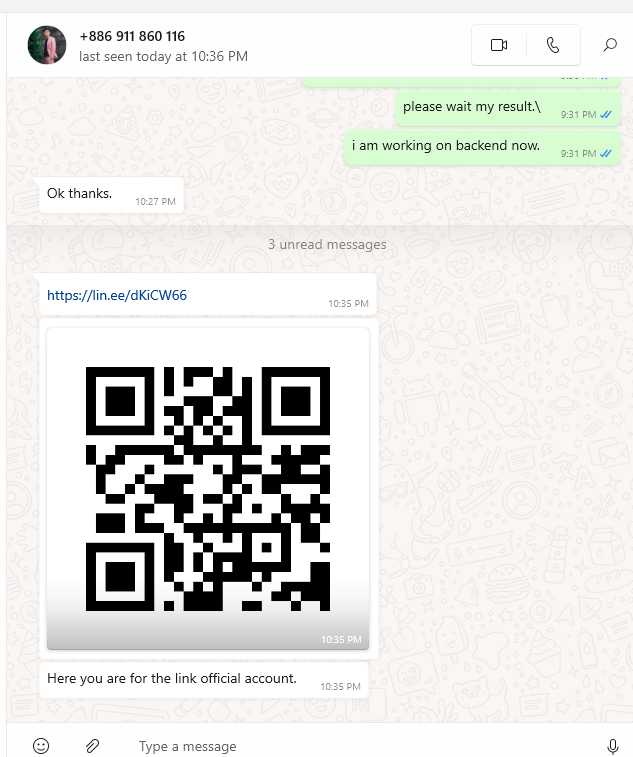 +886 911 860 116
last seen today at 10:36 PM
please wait my result.\
9:31 PM
i am working on backend now.
9:31 PM
Ok thanks.
10:27 PM
3 unread messages
https://lin.ee/dKiCW66
10:35 PM
10:35 PM
Here you are for the link official account.
10:35 PM
Type a message